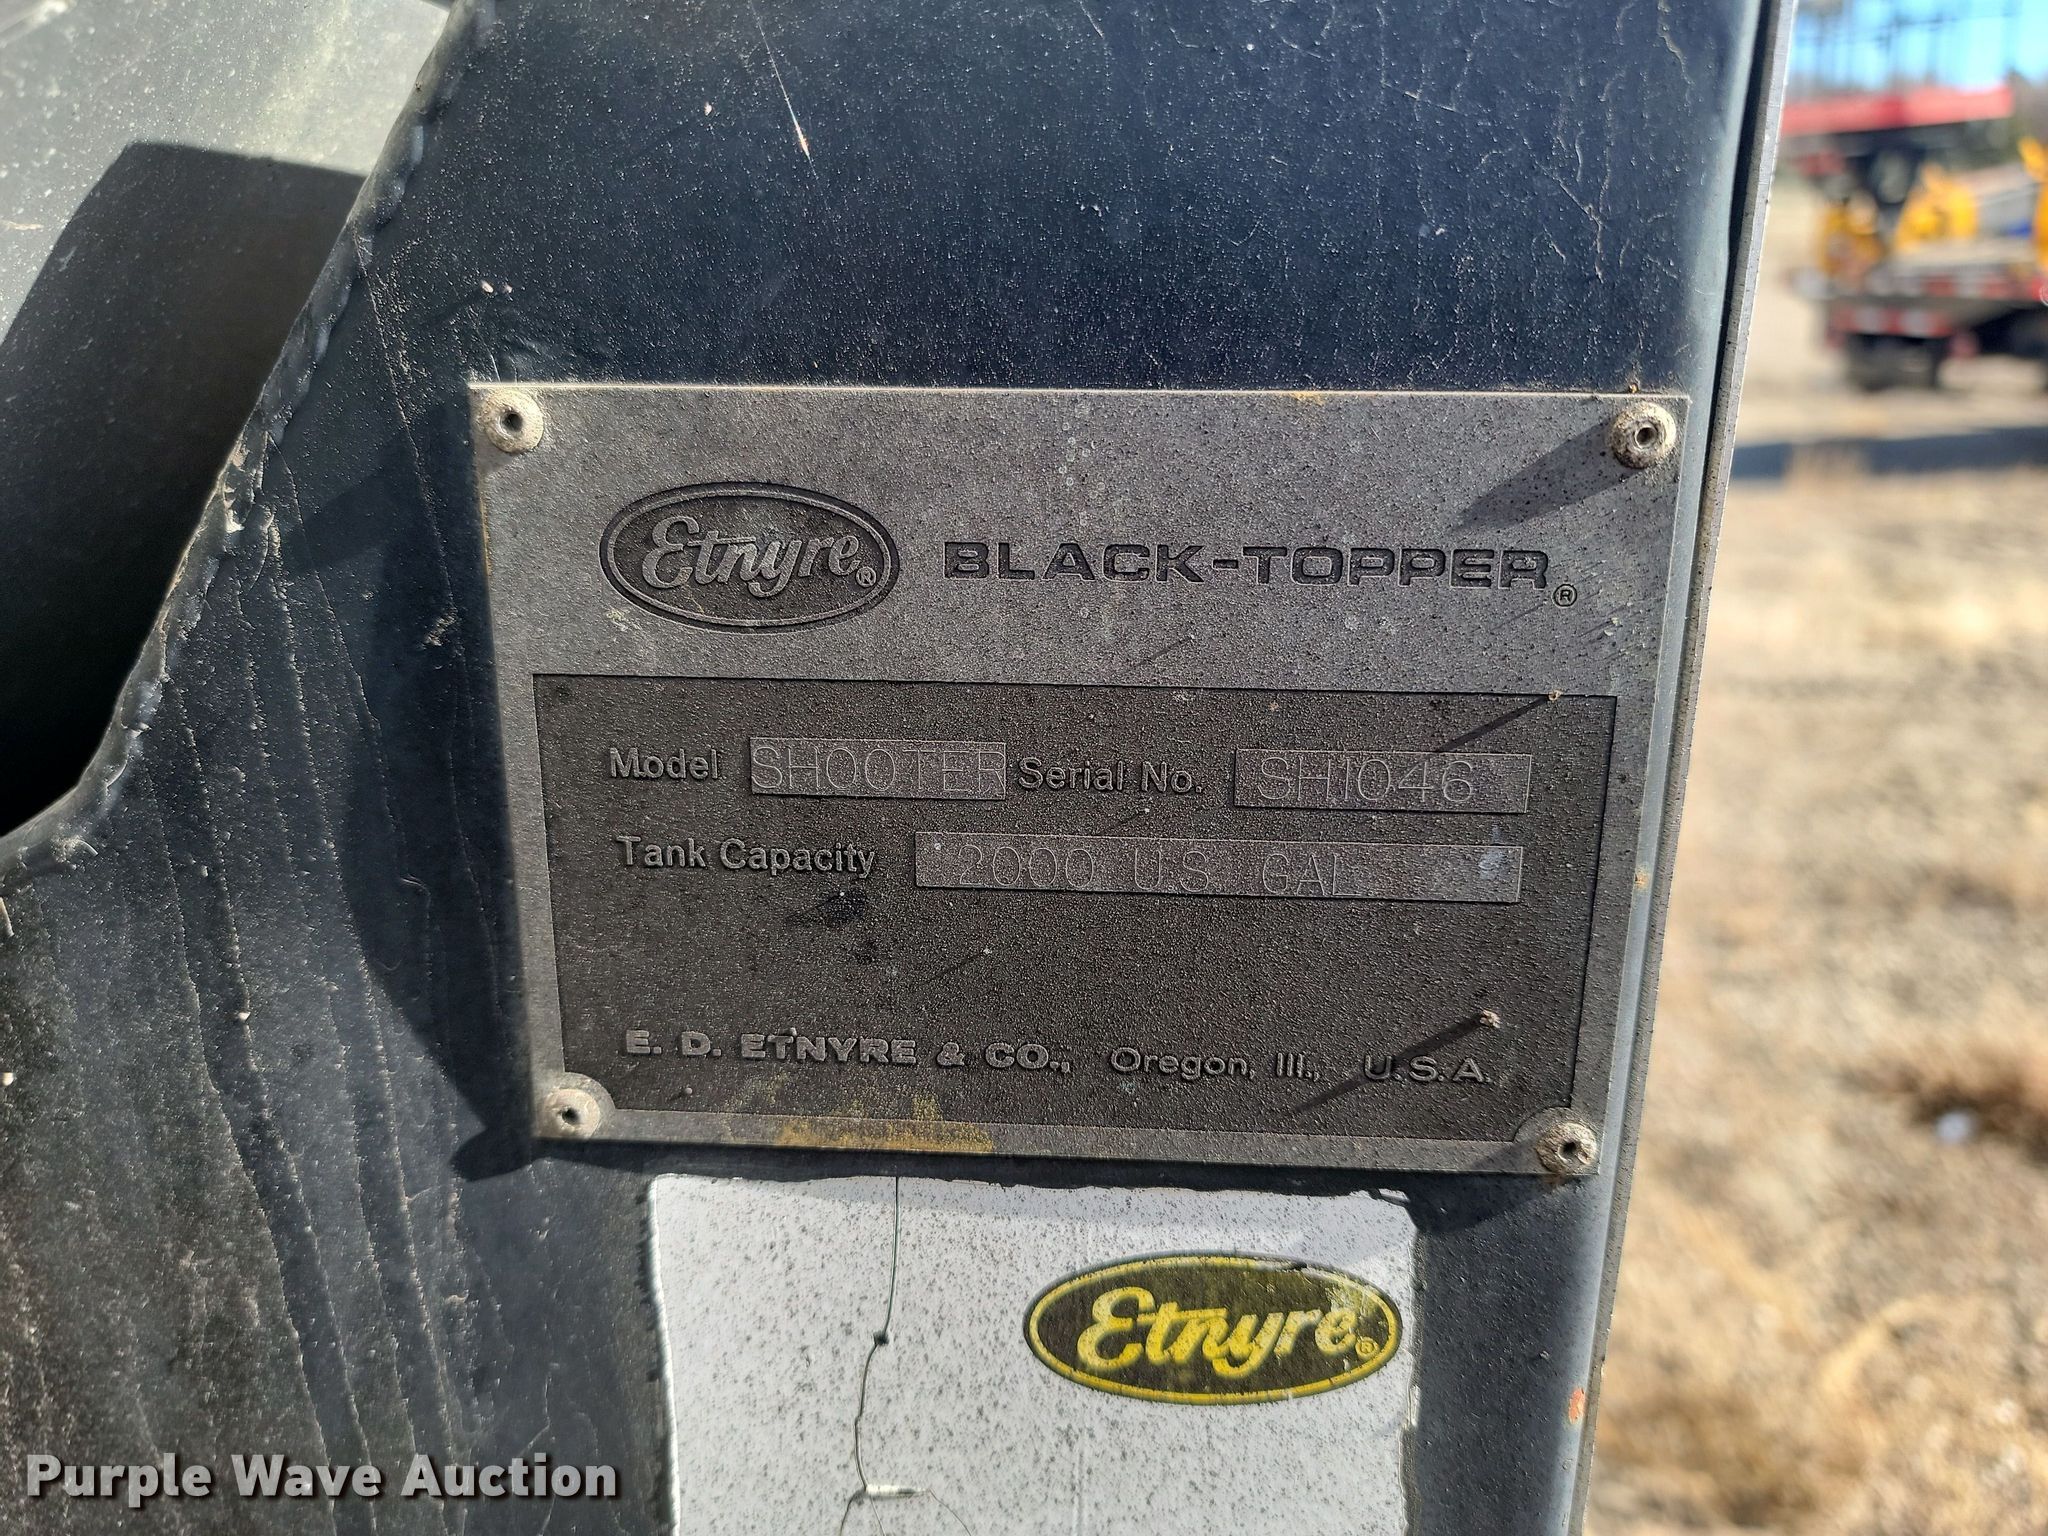 Etnyre® BLACK-TOPPER®
Model SHOOTER Serial No. SH1046
Tank Capacity 2000 U.S. GAL
E. D. ETNYRE & CO., Oregon, Ill., U.S.A.
Etnyre®
Purple Wave Auction